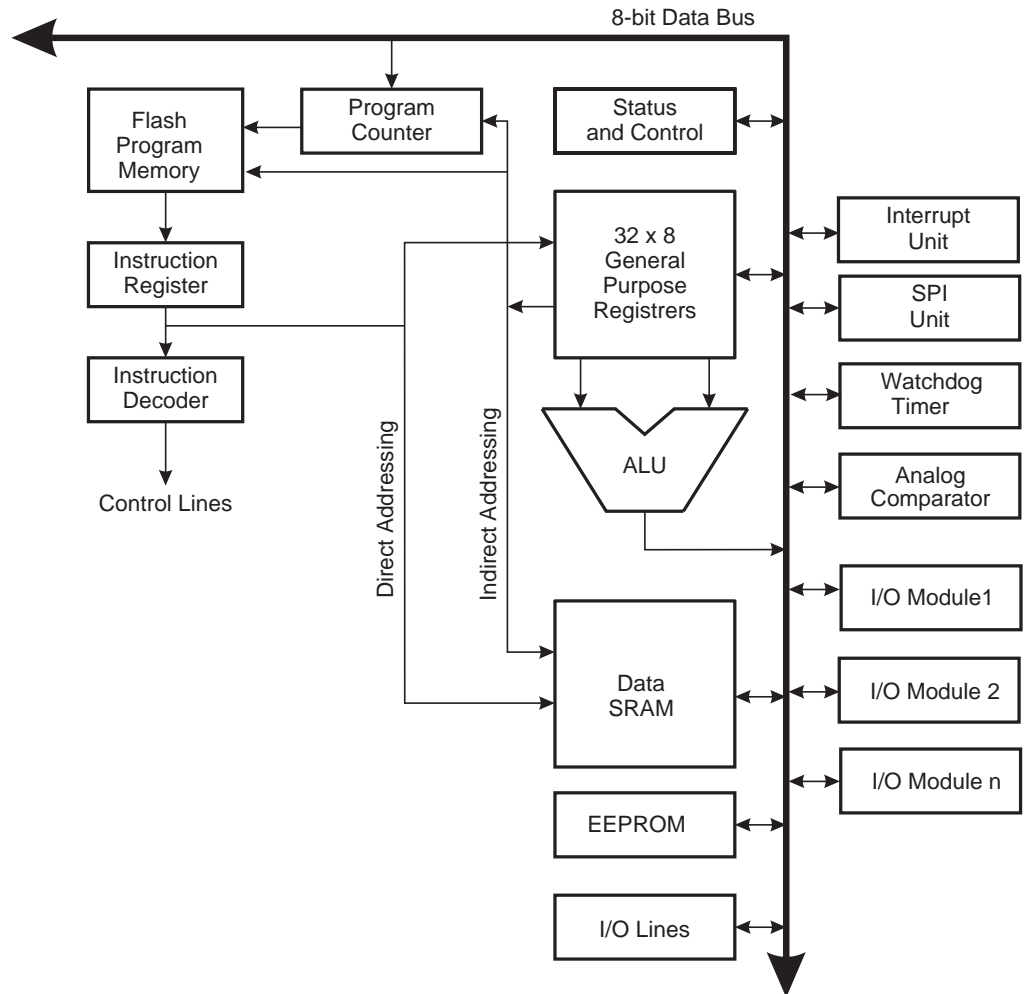 8-bit Data Bus
Flash
Program
Memory
Program
Counter
Status
and Control
Interrupt
Unit
32 x 8
General
Purpose
Registrers
Instruction
Register
SPI
Unit
Instruction
Decoder
Watchdog
Timer
Direct Addressing
Indirect Addressing
ALU
Analog
Comparator
Control Lines
I/O Module1
Data
SRAM
I/O Module 2
I/O Module n
EEPROM
I/O Lines